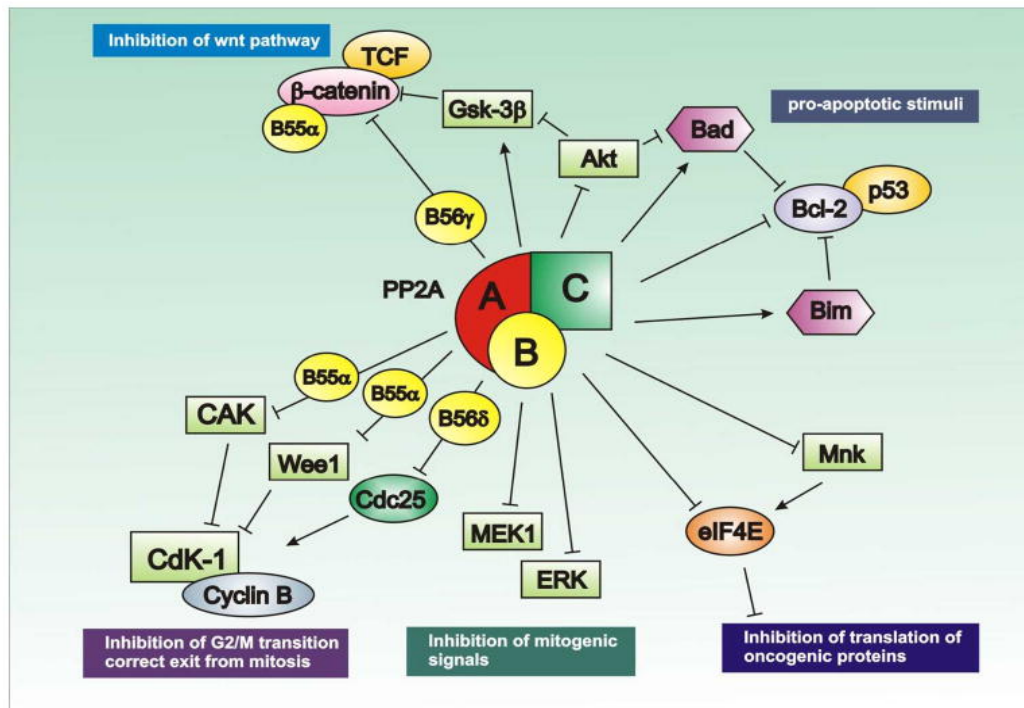 Inhibition of wnt pathway
TCF
β-catenin
B55α
Gsk-3β
Akt
Bad
pro-apoptotic stimuli
p53
Bcl-2
B56γ
PP2A
A
C
B
Bim
B55α
B55α
B56δ
CAK
Wee1
Cdc25
Mnk
MEK1
eIF4E
CdK-1
ERK
Cyclin B
Inhibition of G2/M transition
correct exit from mitosis
Inhibition of mitogenic
signals
Inhibition of translation of
oncogenic proteins